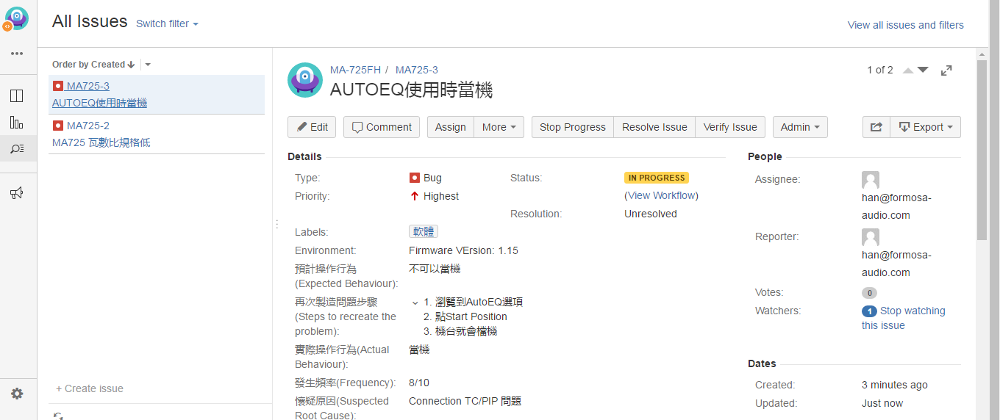 All Issues Switch filter
View all issues and filters
Order by Created
MA725-3
AUTOEQ使用時當機
MA725-2
MA725 瓦數比規格低
+ Create issue
MA-725FH / MA725-3
1 of 2
AUTOEQ使用時當機
Edit Comment Assign More Stop Progress Resolve Issue Verify Issue Admin Export
Details
Type: Bug
Status: IN PROGRESS
(View Workflow)
Priority: Highest
Resolution: Unresolved
Labels: 軟體
Environment: Firmware VErsion: 1.15
預計操作行為 不可以當機
(Expected Behaviour):
再次製造問題步驟 1. 瀏覽到AutoEQ選項
(Steps to recreate the 2. 點Start Position
problem): 3. 機台就會檔機
實際操作行為(Actual 當機
Behaviour):
發生頻率(Frequency): 8/10
懷疑原因(Suspected Connection TC/PIP 問題
Root Cause):
People
Assignee:
han@formosa-
audio.com
Reporter:
han@formosa-
audio.com
Votes: 0
Watchers: 1 Stop watching
this issue
Dates
Created: 3 minutes ago
Updated: Just now